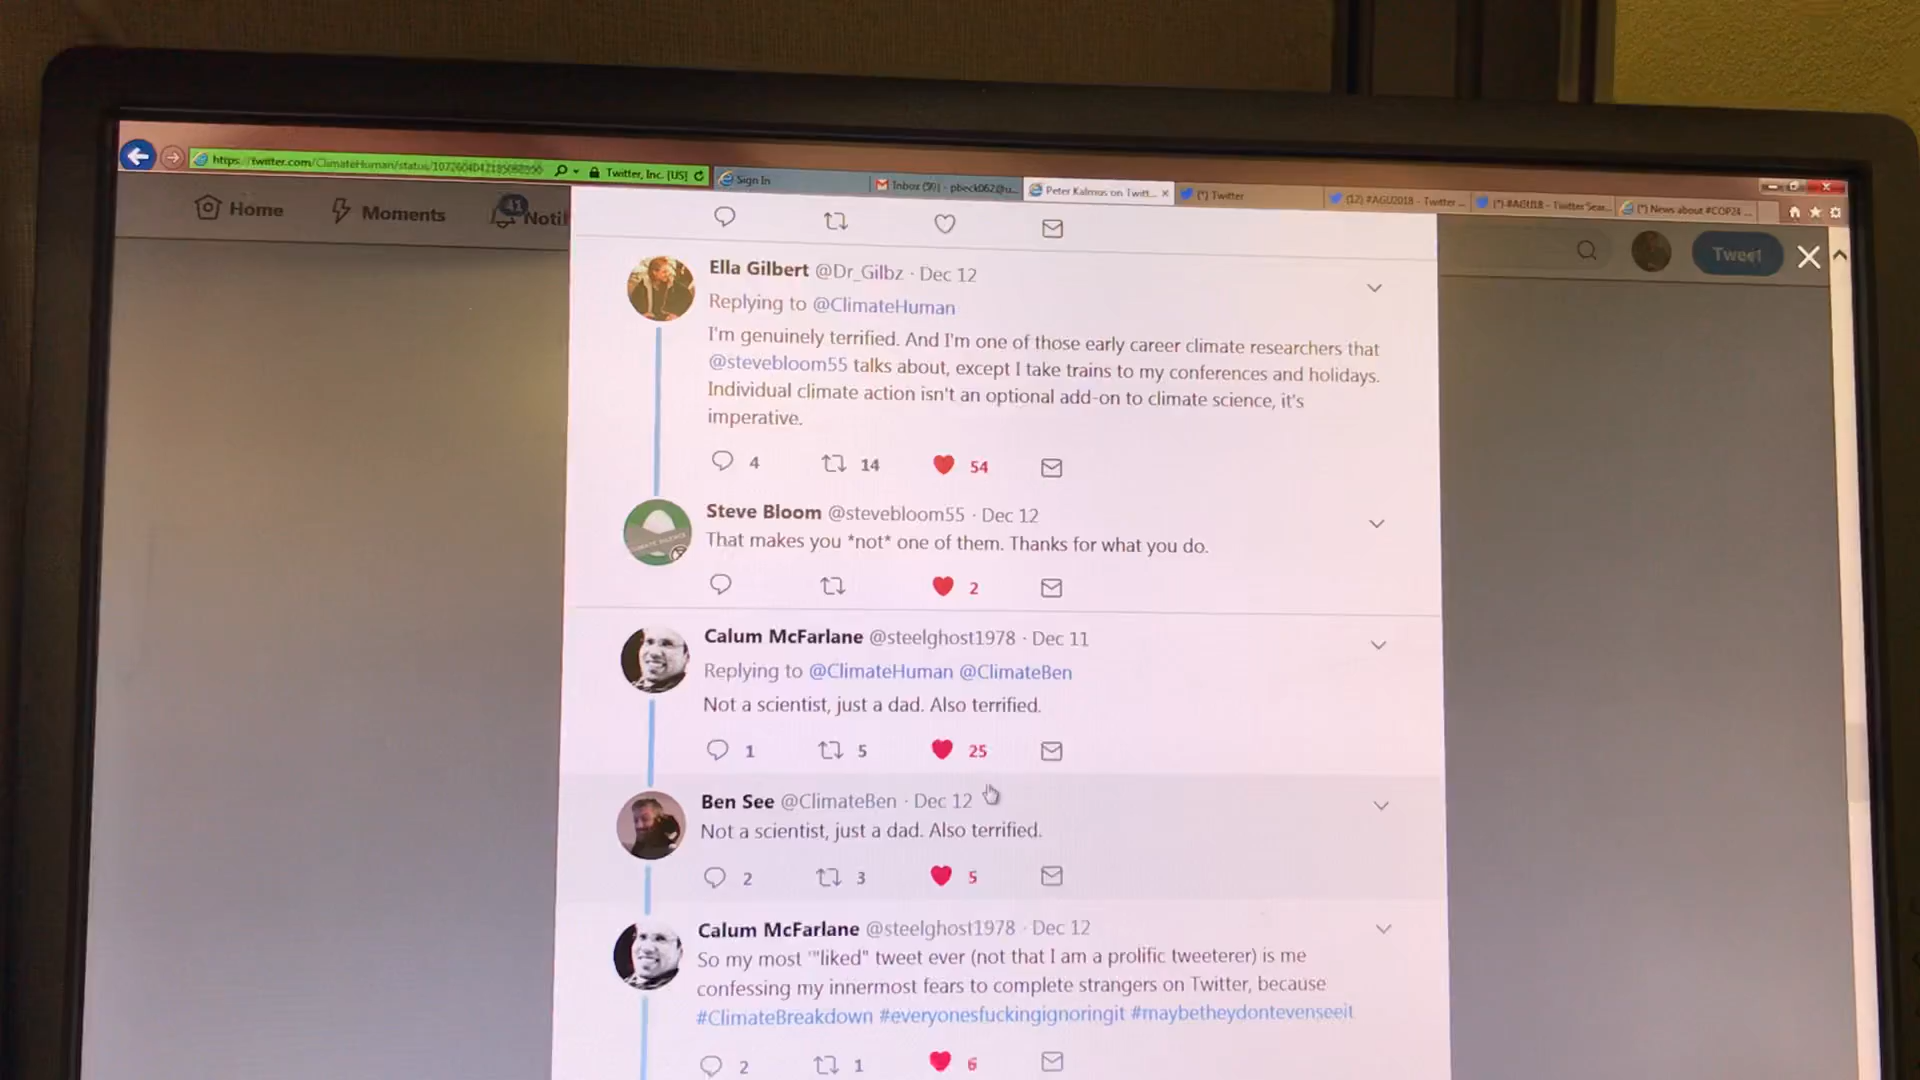 https://twitter.com/ClimateHuman/status/ Twitter, Inc. [US]
Sign In
Inbox (59) - pbeck062@u...
Peter Kalmus on Twitt...
(*) Twitter
(12) #AGU2018 - Twitter ...
(*) #AGU18 - Twitter Sear...
(*) News about #COP24 ...
Home
Moments
41
Noti
Tweet
Ella Gilbert @Dr_Gilbz · Dec 12
Replying to @ClimateHuman
I'm genuinely terrified. And I'm one of those early career climate researchers that
@stevebloom55 talks about, except I take trains to my conferences and holidays.
Individual climate action isn't an optional add-on to climate science, it's
imperative.
4 14 54
Steve Bloom @stevebloom55 · Dec 12
That makes you *not* one of them. Thanks for what you do.
2
Calum McFarlane @steelghost1978 · Dec 11
Replying to @ClimateHuman @ClimateBen
Not a scientist, just a dad. Also terrified.
1 5 25
Ben See @ClimateBen · Dec 12
Not a scientist, just a dad. Also terrified.
2 3 5
Calum McFarlane @steelghost1978 · Dec 12
So my most '"liked" tweet ever (not that I am a prolific tweeterer) is me
confessing my innermost fears to complete strangers on Twitter, because
#ClimateBreakdown #everyonesfuckingignoringit #maybetheydontevenseeit
2 1 6